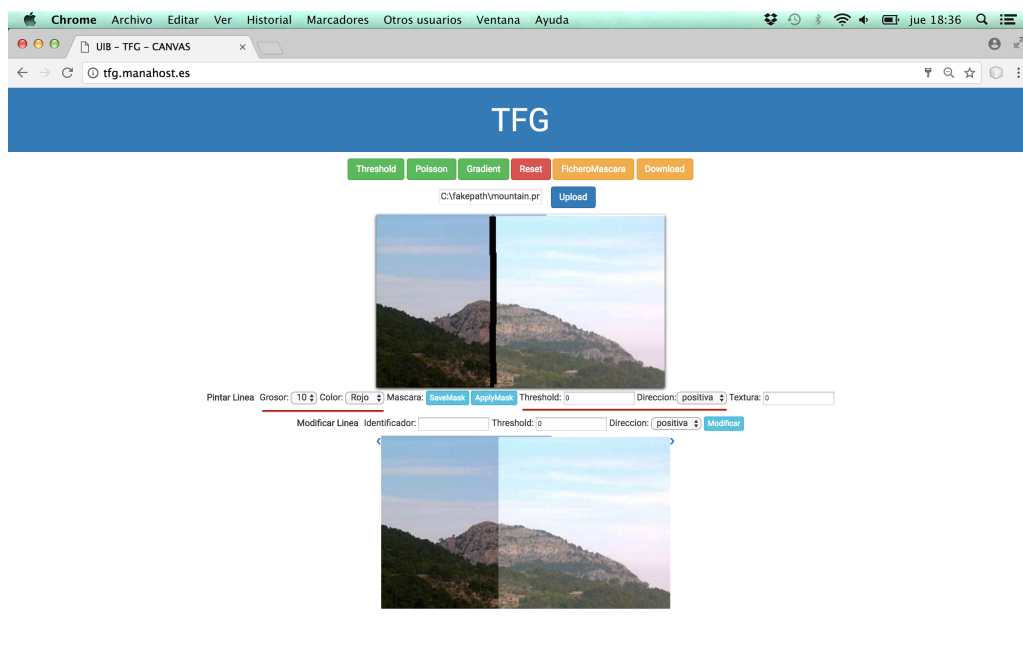 Chrome Archivo Editar Ver Historial Marcadores Otros usuarios Ventana Ayuda jue 18:36
UIB – TFG – CANVAS
tfg.manahost.es
TFG
Threshold Poisson Gradient Reset FicheroMascara Download
C:\fakepath\mountain.pr Upload
Pintar Linea Grosor: 10 Color: Rojo Mascara: SaveMask ApplyMask Threshold: 0 Direccion: positiva Textura: 0
Modificar Linea Identificador: Threshold: 0 Direccion: positiva Modificar